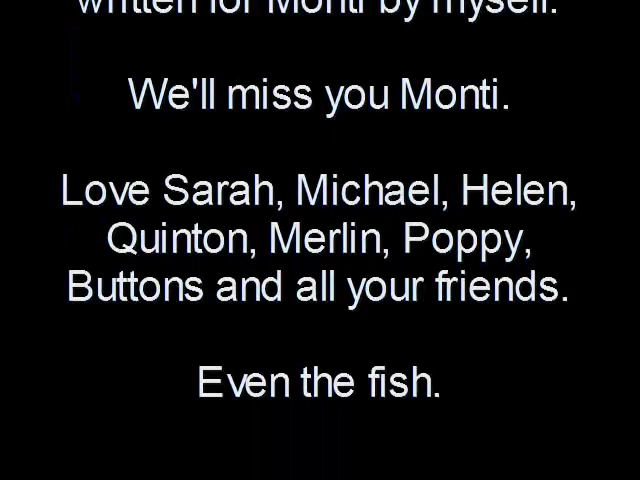 written for Monti by myself.
We'll miss you Monti.
Love Sarah, Michael, Helen,
Quinton, Merlin, Poppy,
Buttons and all your friends.
Even the fish.